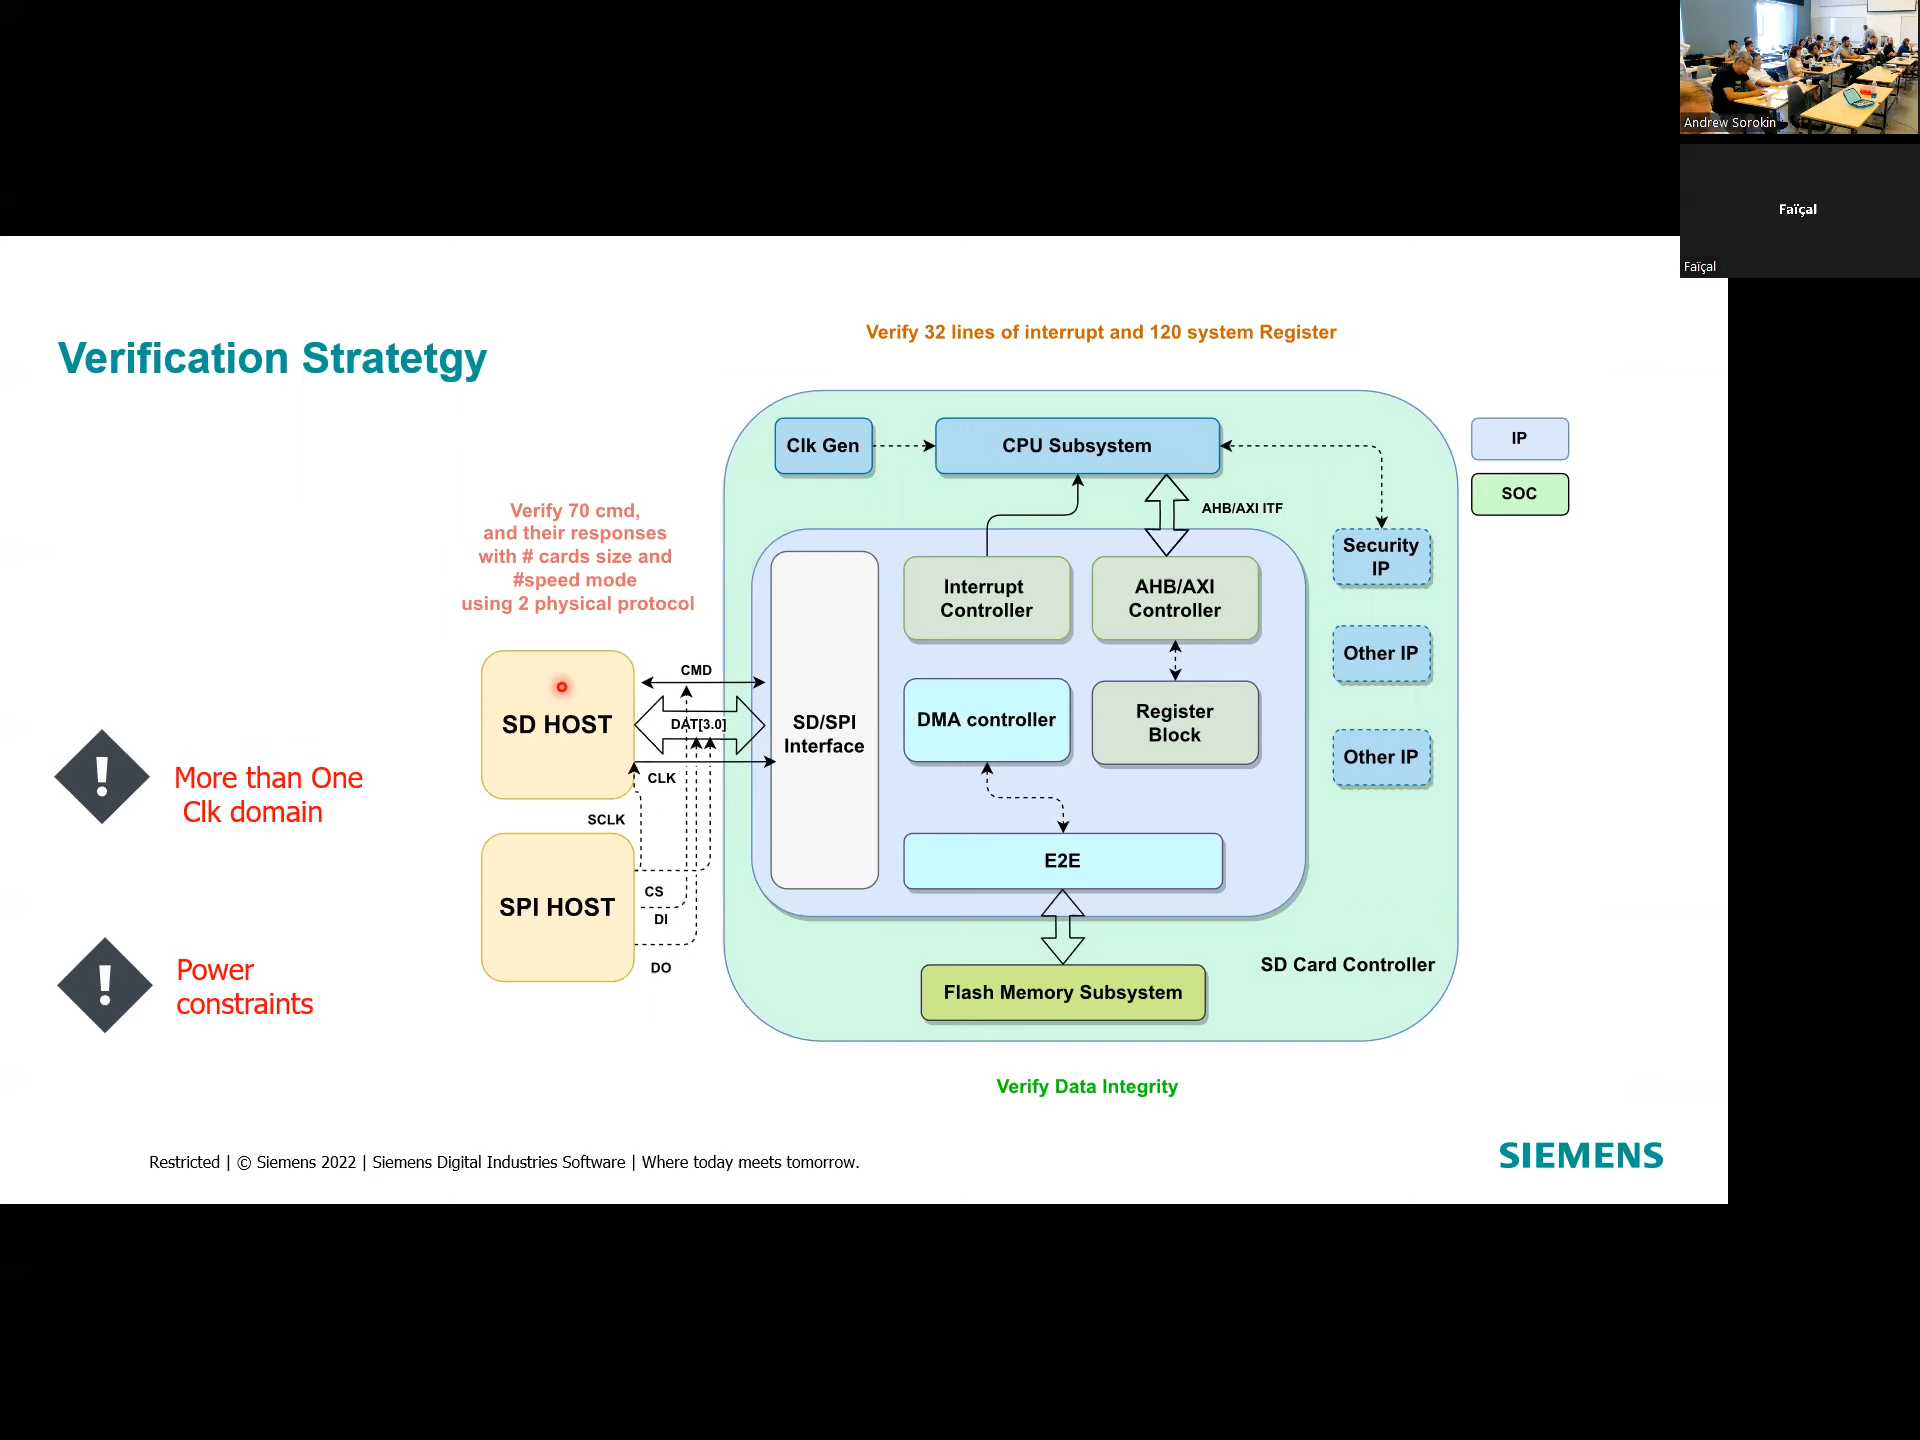 Andrew Sorokin
Faïçal
Faïçal
Verification Stratetgy
Verify 32 lines of interrupt and 120 system Register
Clk Gen
CPU Subsystem
IP
SOC
AHB/AXI ITF
Verify 70 cmd,
and their responses
with # cards size and
#speed mode
using 2 physical protocol
Interrupt
Controller
AHB/AXI
Controller
Security
IP
Other IP
CMD
SD HOST
DAT[3.0]
SD/SPI
Interface
DMA controller
Register
Block
Other IP
CLK
More than One
Clk domain
SCLK
E2E
SPI HOST
CS
DI
DO
Power
constraints
SD Card Controller
Flash Memory Subsystem
Verify Data Integrity
Restricted | © Siemens 2022 | Siemens Digital Industries Software | Where today meets tomorrow.
SIEMENS